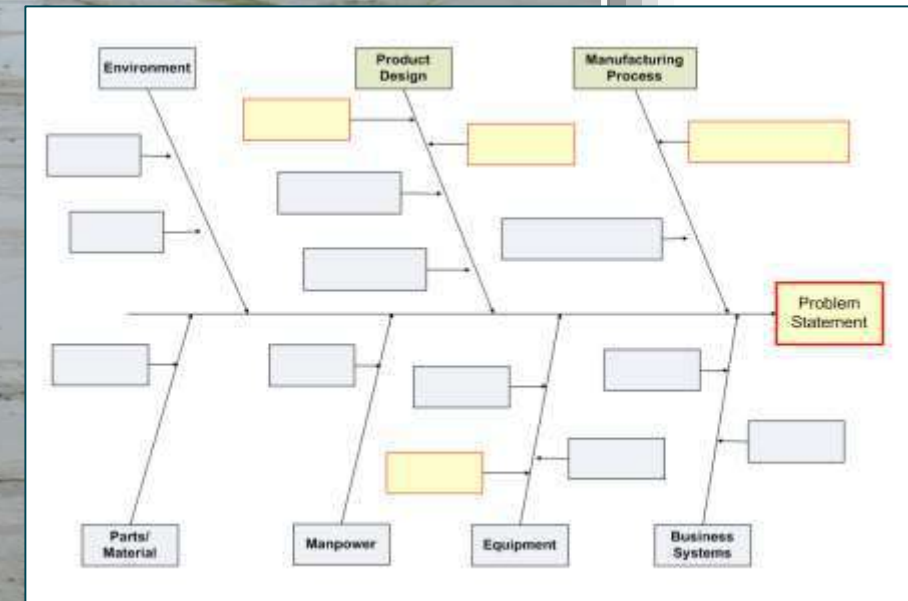 Environment
Product
Design
Manufacturing
Process
Problem
Statement
Parts/
Material
Manpower
Equipment
Business
Systems